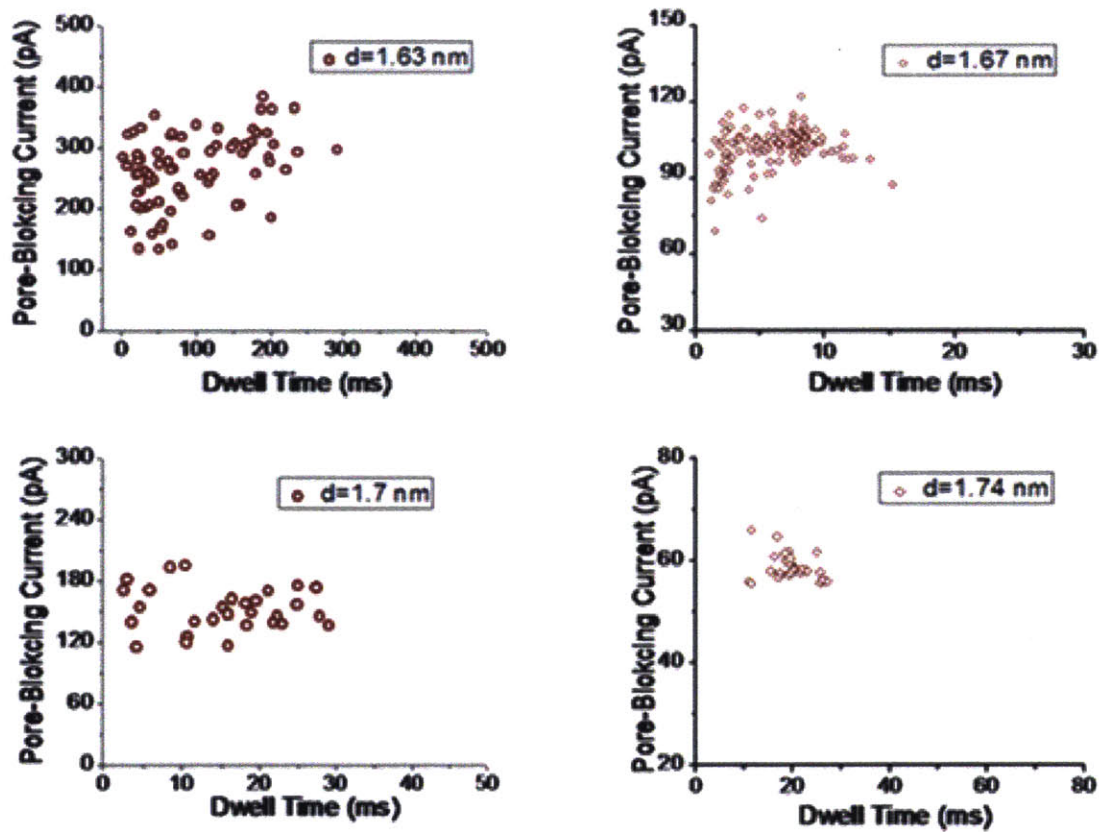 500
400
300
200
100
0
Pore-Blokcing Current (pA)
d=1.63 nm
0 100 200 300 400 500
Dwell Time (ms)
150
120
90
60
30
Pore-Blokcing Current (pA)
d=1.67 nm
0 10 20 30
Dwell Time (ms)
300
240
180
120
60
0
Pore-Blokcing Current (pA)
d=1.7 nm
0 10 20 30 40 50
Dwell Time (ms)
80
60
40
20
Pore-Blokcing Current (pA)
d=1.74 nm
0 20 40 60 80
Dwell Time (ms)